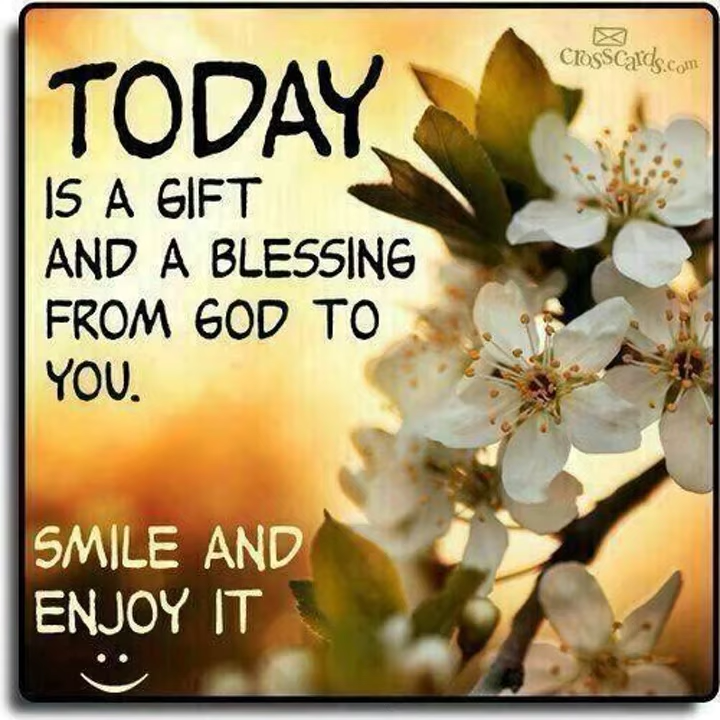 crosscards.com
TODAY
IS A GIFT
AND A BLESSING
FROM GOD TO
YOU.
SMILE AND
ENJOY IT